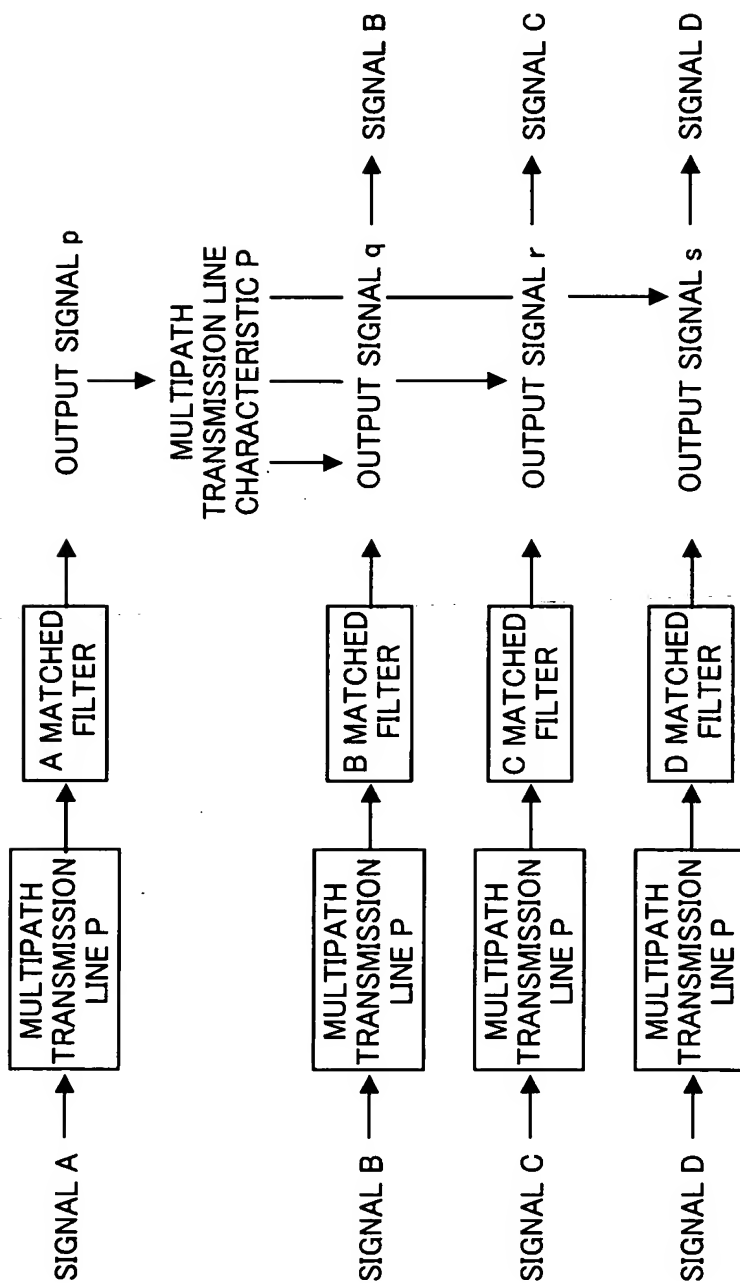 SIGNAL A
MULTIPATH
TRANSMISSION
LINE P
A MATCHED
FILTER
OUTPUT SIGNAL p
MULTIPATH
TRANSMISSION LINE
CHARACTERISTIC P
SIGNAL B
MULTIPATH
TRANSMISSION
LINE P
B MATCHED
FILTER
OUTPUT SIGNAL q
SIGNAL B
SIGNAL C
MULTIPATH
TRANSMISSION
LINE P
C MATCHED
FILTER
OUTPUT SIGNAL r
SIGNAL C
SIGNAL D
MULTIPATH
TRANSMISSION
LINE P
D MATCHED
FILTER
OUTPUT SIGNAL s
SIGNAL D